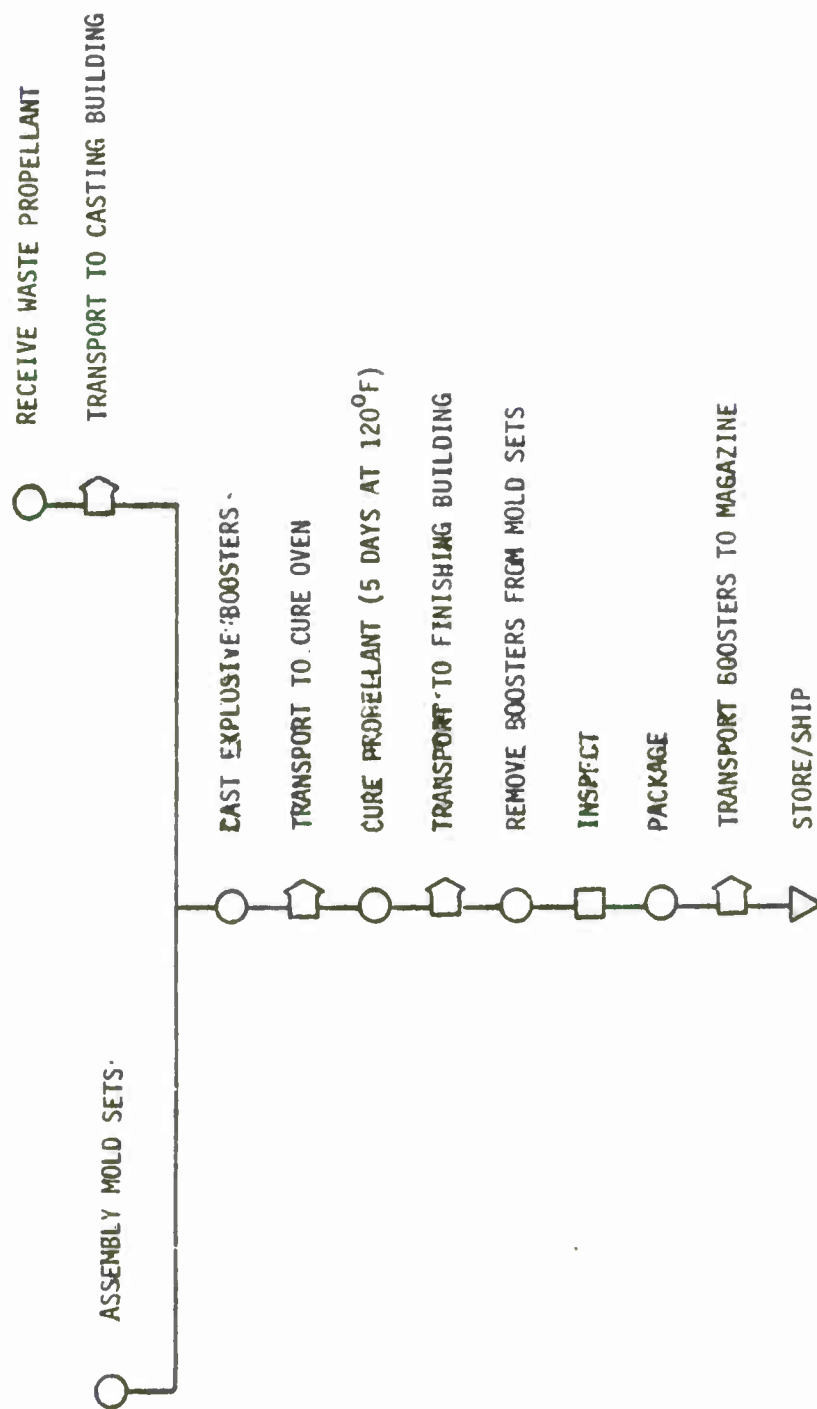 RECEIVE WASTE PROPELLANT
TRANSPORT TO CASTING BUILDING
ASSEMBLY MOLD SETS
CAST EXPLOSIVE BOOSTERS
TRANSPORT TO CURE OVEN
CURE PROPELLANT (5 DAYS AT 120°F)
TRANSPORT TO FINISHING BUILDING
REMOVE BOOSTERS FROM MOLD SETS
INSPECT
PACKAGE
TRANSPORT BOOSTERS TO MAGAZINE
STORE/SHIP